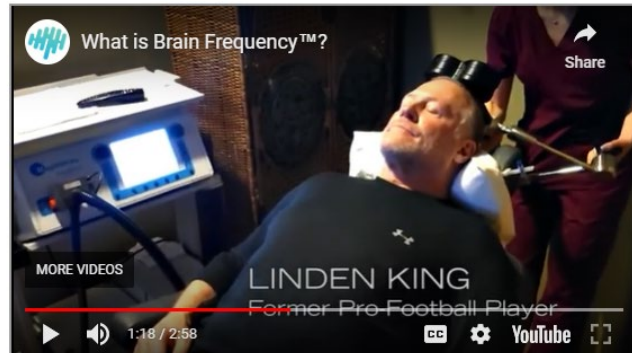 What is Brain Frequency™?
Share
MORE VIDEOS
LINDEN KING
Former Pro-Football Player
1:18 / 2:58
CC
YouTube